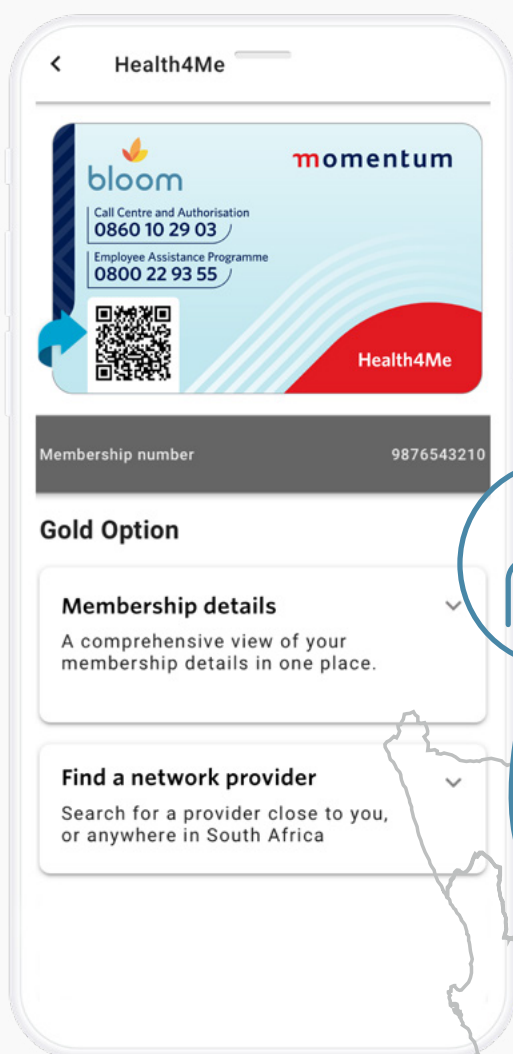 Health4Me
bloom
momentum
Call Centre and Authorisation
0860 10 29 03
Employee Assistance Programme
0800 22 93 55
Health4Me
Membership number 9876543210
Gold Option
Membership details
A comprehensive view of your
membership details in one place.
Find a network provider
Search for a provider close to you,
or anywhere in South Africa